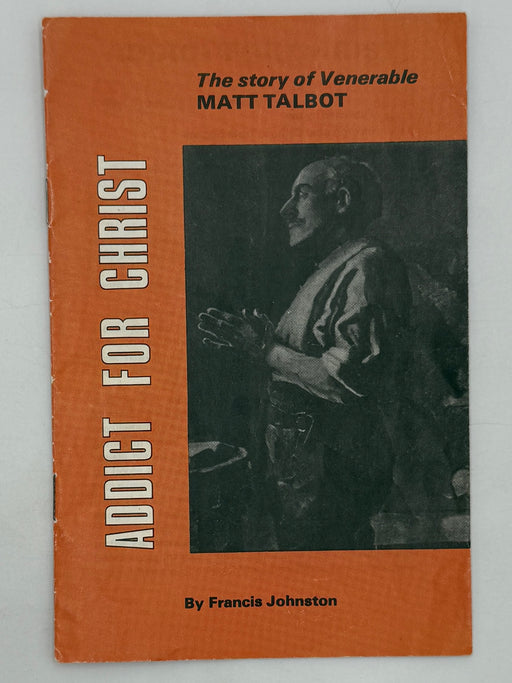 The story of Venerable
MATT TALBOT
ADDICT FOR CHRIST
By Francis Johnston